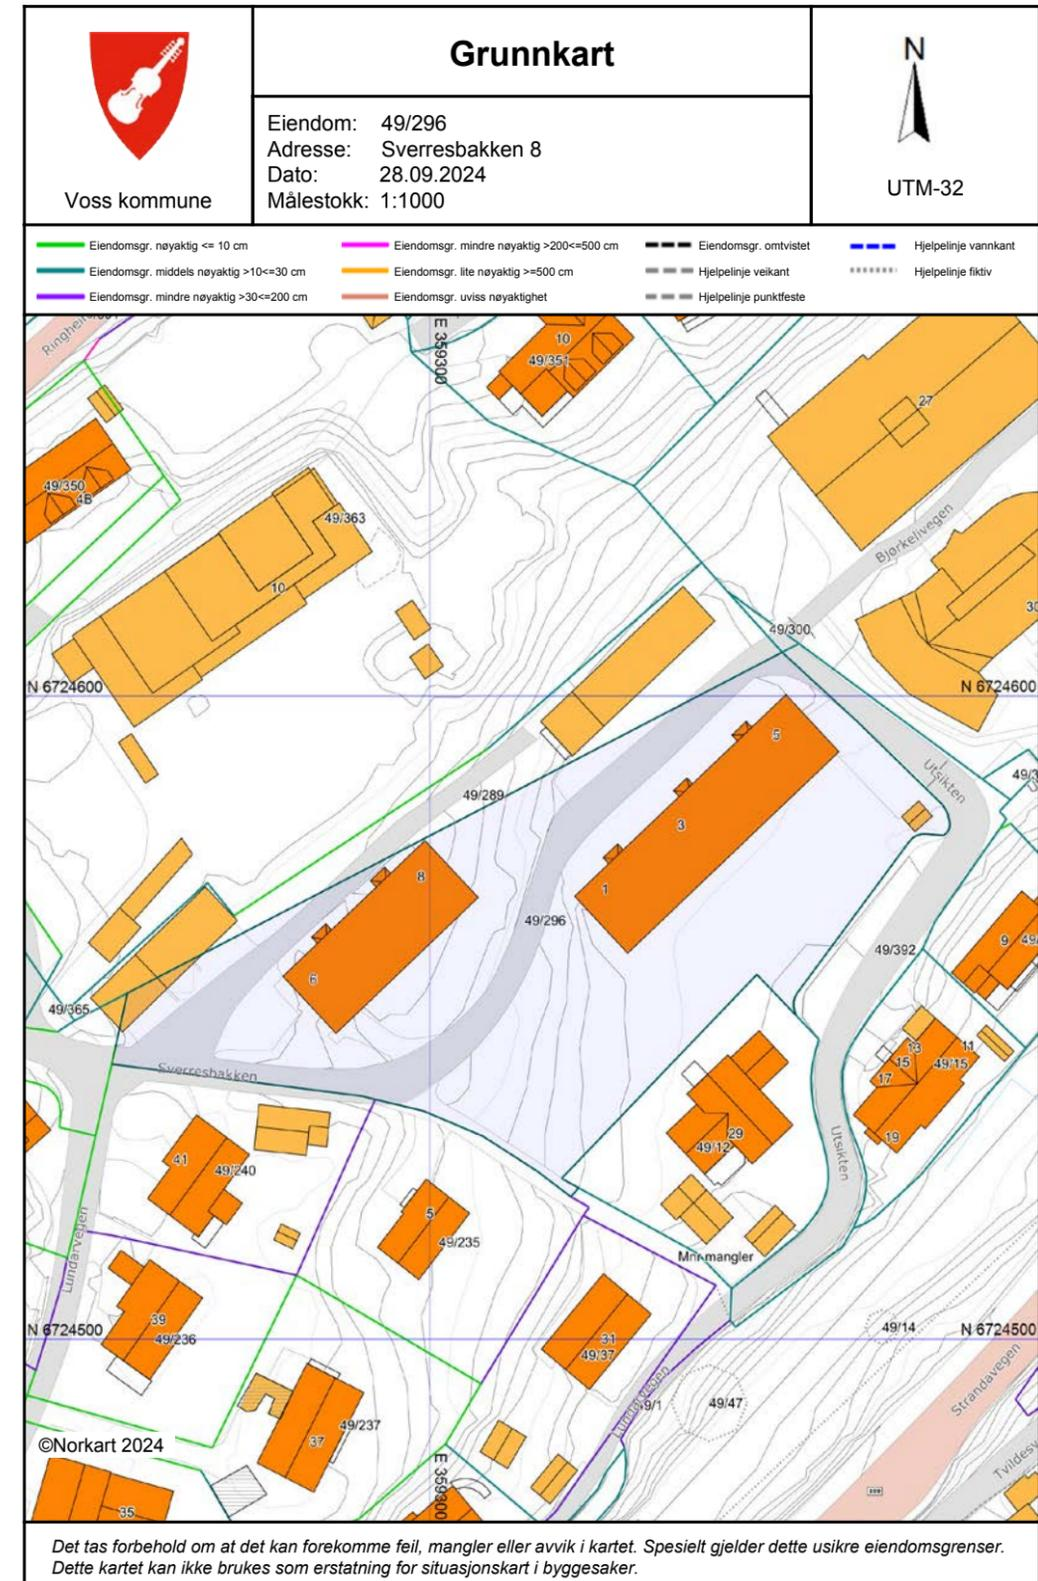 Grunnkart
Voss kommune
Eiendom: 49/296
Adresse: Sverresbakken 8
Dato: 28.09.2024
Målestokk: 1:1000
N
UTM-32
Eiendomsgr. nøyaktig <= 10 cm
Eiendomsgr. middels nøyaktig >10<=30 cm
Eiendomsgr. mindre nøyaktig >30<=200 cm
Eiendomsgr. mindre nøyaktig >200<=500 cm
Eiendomsgr. lite nøyaktig >=500 cm
Eiendomsgr. uviss nøyaktighet
Eiendomsgr. omtvistet
Hjelpelinje veikant
Hjelpelinje punktfeste
Hjelpelinje vannkant
Hjelpelinje fiktiv
E 359300
10
49/351
27
49/350
4B
49/363
Bjørkelivegen
10
30
49/300
N 6724600
N 6724600
5
Utsikten
49/289
3
8
1
49/296
49/392
9
6
49/365
Sverresbakken
13
11
15
49/15
17
29
49/12
19
Utsikten
41
49/240
5
49/235
Lundarvegen
Mnr mangler
39
49/236
N 6724500
31
49/37
49/14
N 6724500
Strandavegen
49/47
49/237
37
Lundarvegen
©Norkart 2024
E 359300
35
Det tas forbehold om at det kan forekomme feil, mangler eller avvik i kartet. Spesielt gjelder dette usikre eiendomsgrenser.
Dette kartet kan ikke brukes som erstatning for situasjonskart i byggesaker.